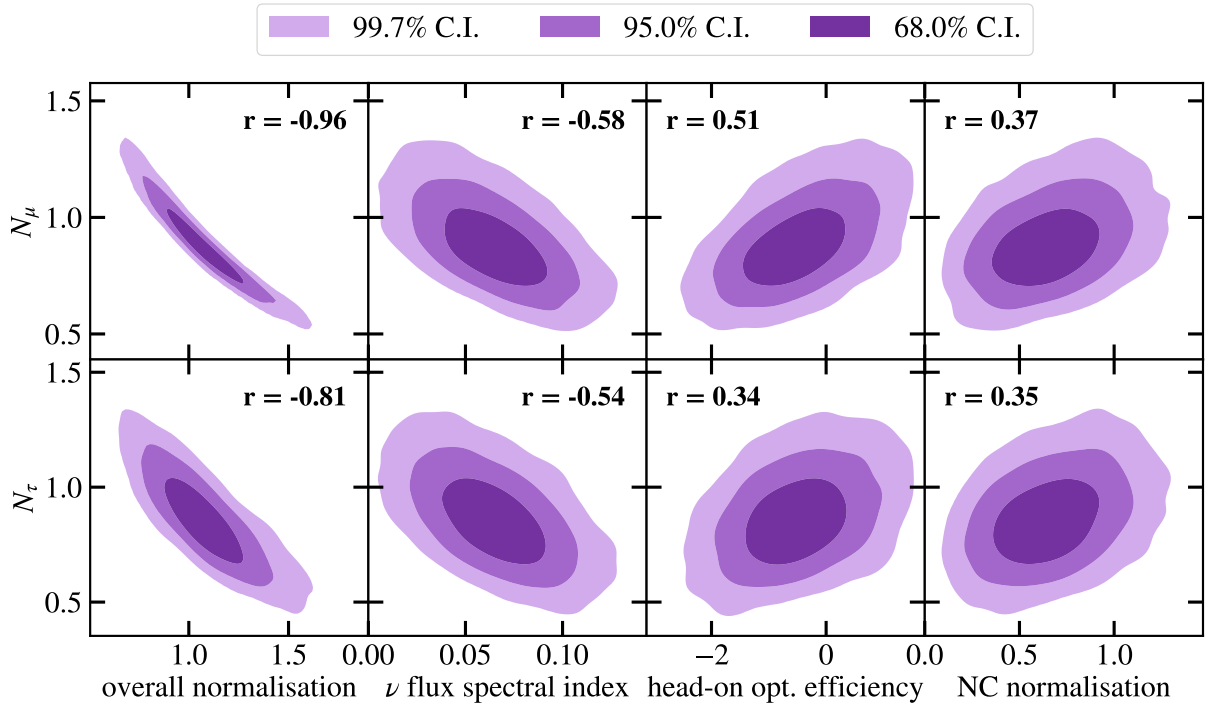 99.7% C.I. 95.0% C.I. 68.0% C.I.
1.5
1.0
0.5
N_μ
r = -0.96
r = -0.58
r = 0.51
r = 0.37
1.5
1.0
0.5
N_τ
r = -0.81
r = -0.54
r = 0.34
r = 0.35
1.0 1.5 0.00 0.05 0.10 −2 0 0.0 0.5 1.0
overall normalisation ν flux spectral index head-on opt. efficiency NC normalisation